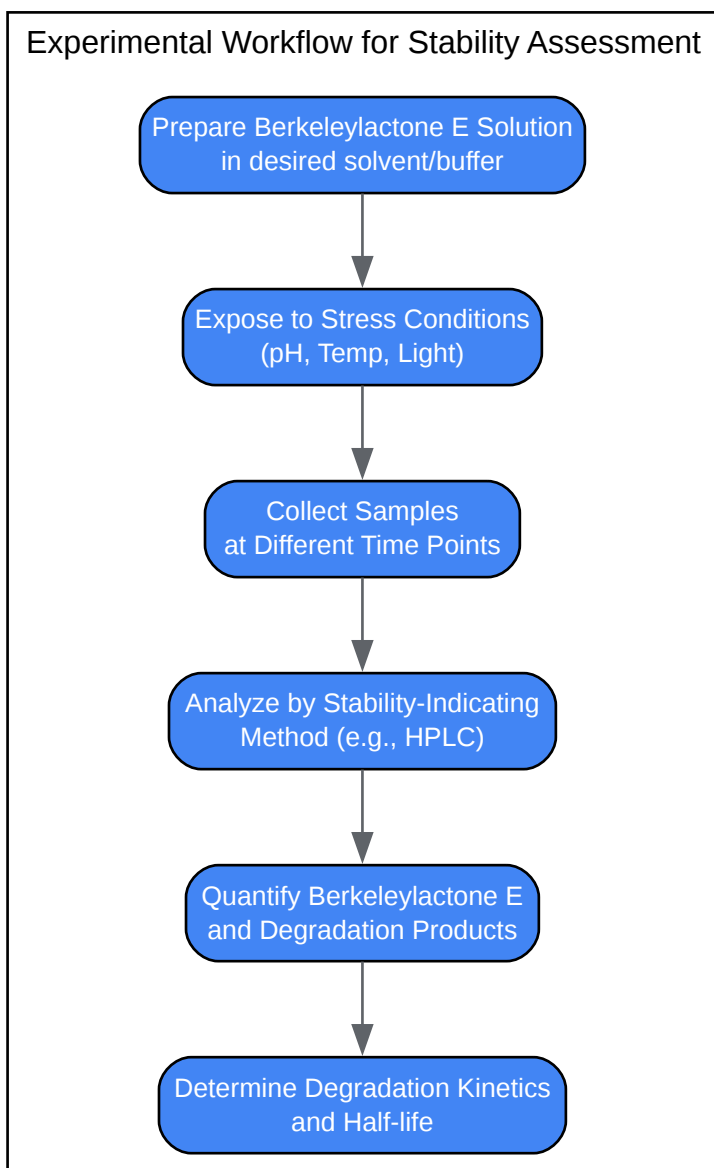 Experimental Workflow for Stability Assessment
Prepare Berkeleylactone E Solution
in desired solvent/buffer
Expose to Stress Conditions
(pH, Temp, Light)
Collect Samples
at Different Time Points
Analyze by Stability-Indicating
Method (e.g., HPLC)
Quantify Berkeleylactone E
and Degradation Products
Determine Degradation Kinetics
and Half-life